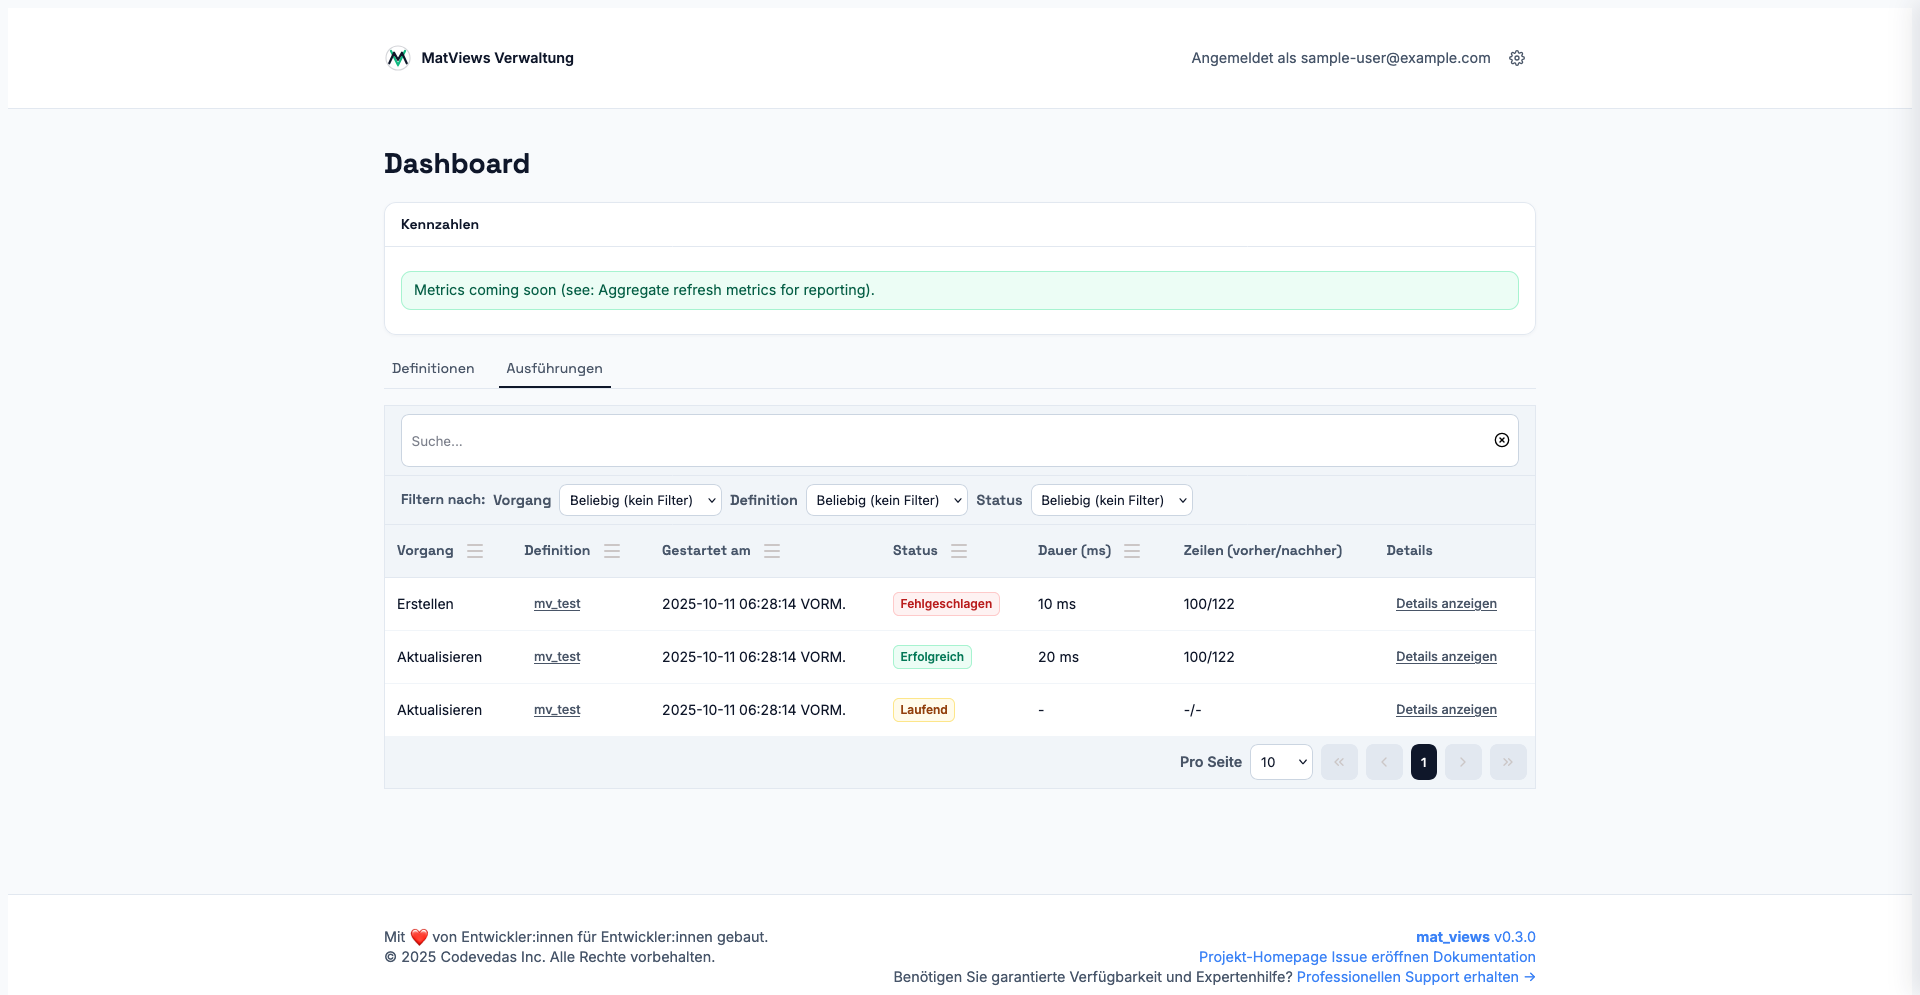 MatViews Verwaltung
Angemeldet als sample-user@example.com
Dashboard
Kennzahlen
Metrics coming soon (see: Aggregate refresh metrics for reporting).
Definitionen Ausführungen
Suche...
Filtern nach: Vorgang Beliebig (kein Filter) Definition Beliebig (kein Filter) Status Beliebig (kein Filter)
Vorgang Definition Gestartet am Status Dauer (ms) Zeilen (vorher/nachher) Details
Erstellen mv_test 2025-10-11 06:28:14 VORM. Fehlgeschlagen 10 ms 100/122 Details anzeigen
Aktualisieren mv_test 2025-10-11 06:28:14 VORM. Erfolgreich 20 ms 100/122 Details anzeigen
Aktualisieren mv_test 2025-10-11 06:28:14 VORM. Laufend - -/- Details anzeigen
Pro Seite 10 « ‹ 1 › »
Mit ❤️ von Entwickler:innen für Entwickler:innen gebaut.
© 2025 Codevedas Inc. Alle Rechte vorbehalten.
mat_views v0.3.0
Projekt-Homepage Issue eröffnen Dokumentation
Benötigen Sie garantierte Verfügbarkeit und Expertenhilfe? Professionellen Support erhalten →